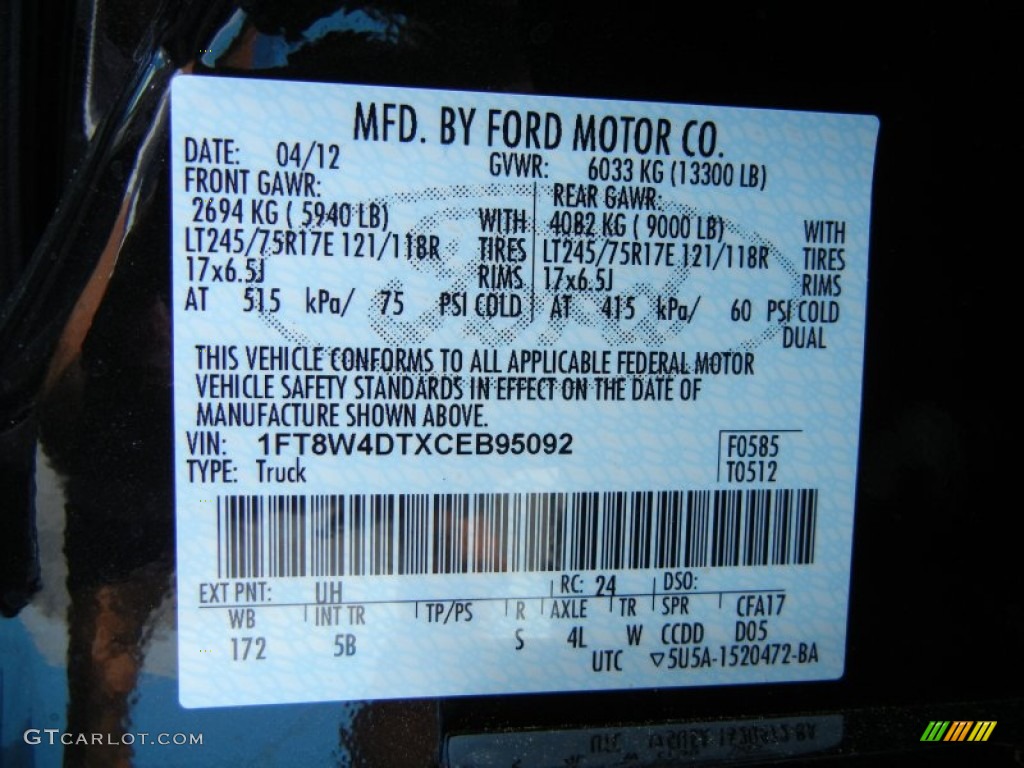 MFD. BY FORD MOTOR CO.
DATE: 04/12 GVWR: 6033 KG (13300 LB)
FRONT GAWR: REAR GAWR:
2694 KG ( 5940 LB) WITH 4082 KG ( 9000 LB) WITH
LT245/75R17E 121/118R TIRES LT245/75R17E 121/118R TIRES
17x6.5J RIMS 17x6.5J RIMS
AT 515 kPa/ 75 PSI COLD AT 415 kPa/ 60 PSI COLD
DUAL
THIS VEHICLE CONFORMS TO ALL APPLICABLE FEDERAL MOTOR
VEHICLE SAFETY STANDARDS IN EFFECT ON THE DATE OF
MANUFACTURE SHOWN ABOVE.
VIN: 1FT8W4DTXCEB95092 F0585
TYPE: Truck T0512
EXT PNT: UH RC: 24 DSO:
WB INT TR TP/PS R AXLE TR SPR CFA17
172 5B S 4L W CCDD D05
UTC ▽5U5A-1520472-BA
GTCARLOT.COM